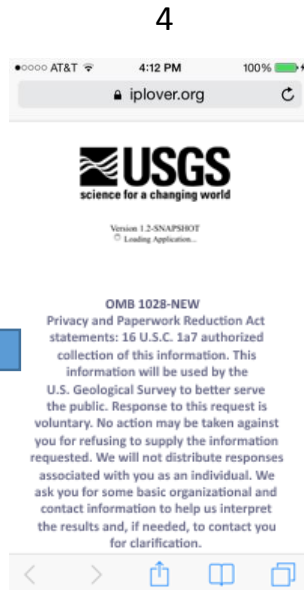 4
AT&T 4:12 PM 100%
iplover.org
USGS
science for a changing world
Version 1.2-SNAPSHOT
Loading Application...
OMB 1028-NEW
Privacy and Paperwork Reduction Act
statements: 16 U.S.C. 1a7 authorized
collection of this information. This
information will be used by the
U.S. Geological Survey to better serve
the public. Response to this request is
voluntary. No action may be taken against
you for refusing to supply the information
requested. We will not distribute responses
associated with you as an individual. We
ask you for some basic organizational and
contact information to help us interpret
the results and, if needed, to contact you
for clarification.